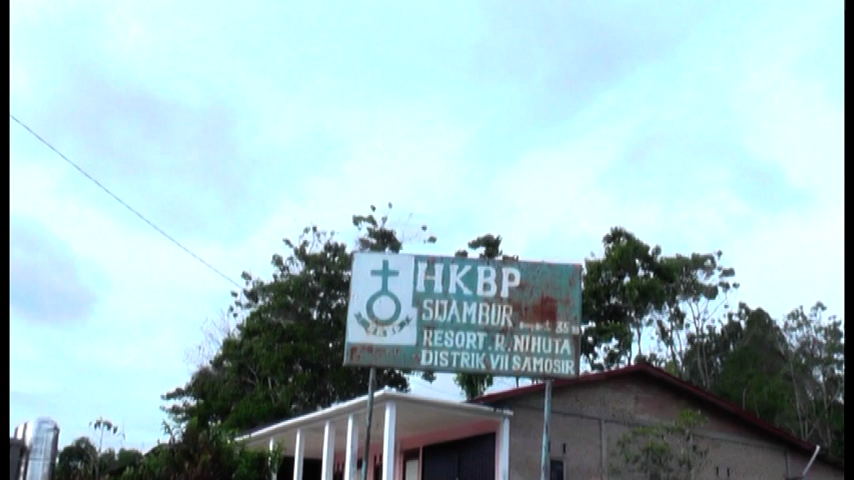 HKBP
SIJAMBUR
RESORT. R. NIHUTA
DISTRIK VII SAMOSIR